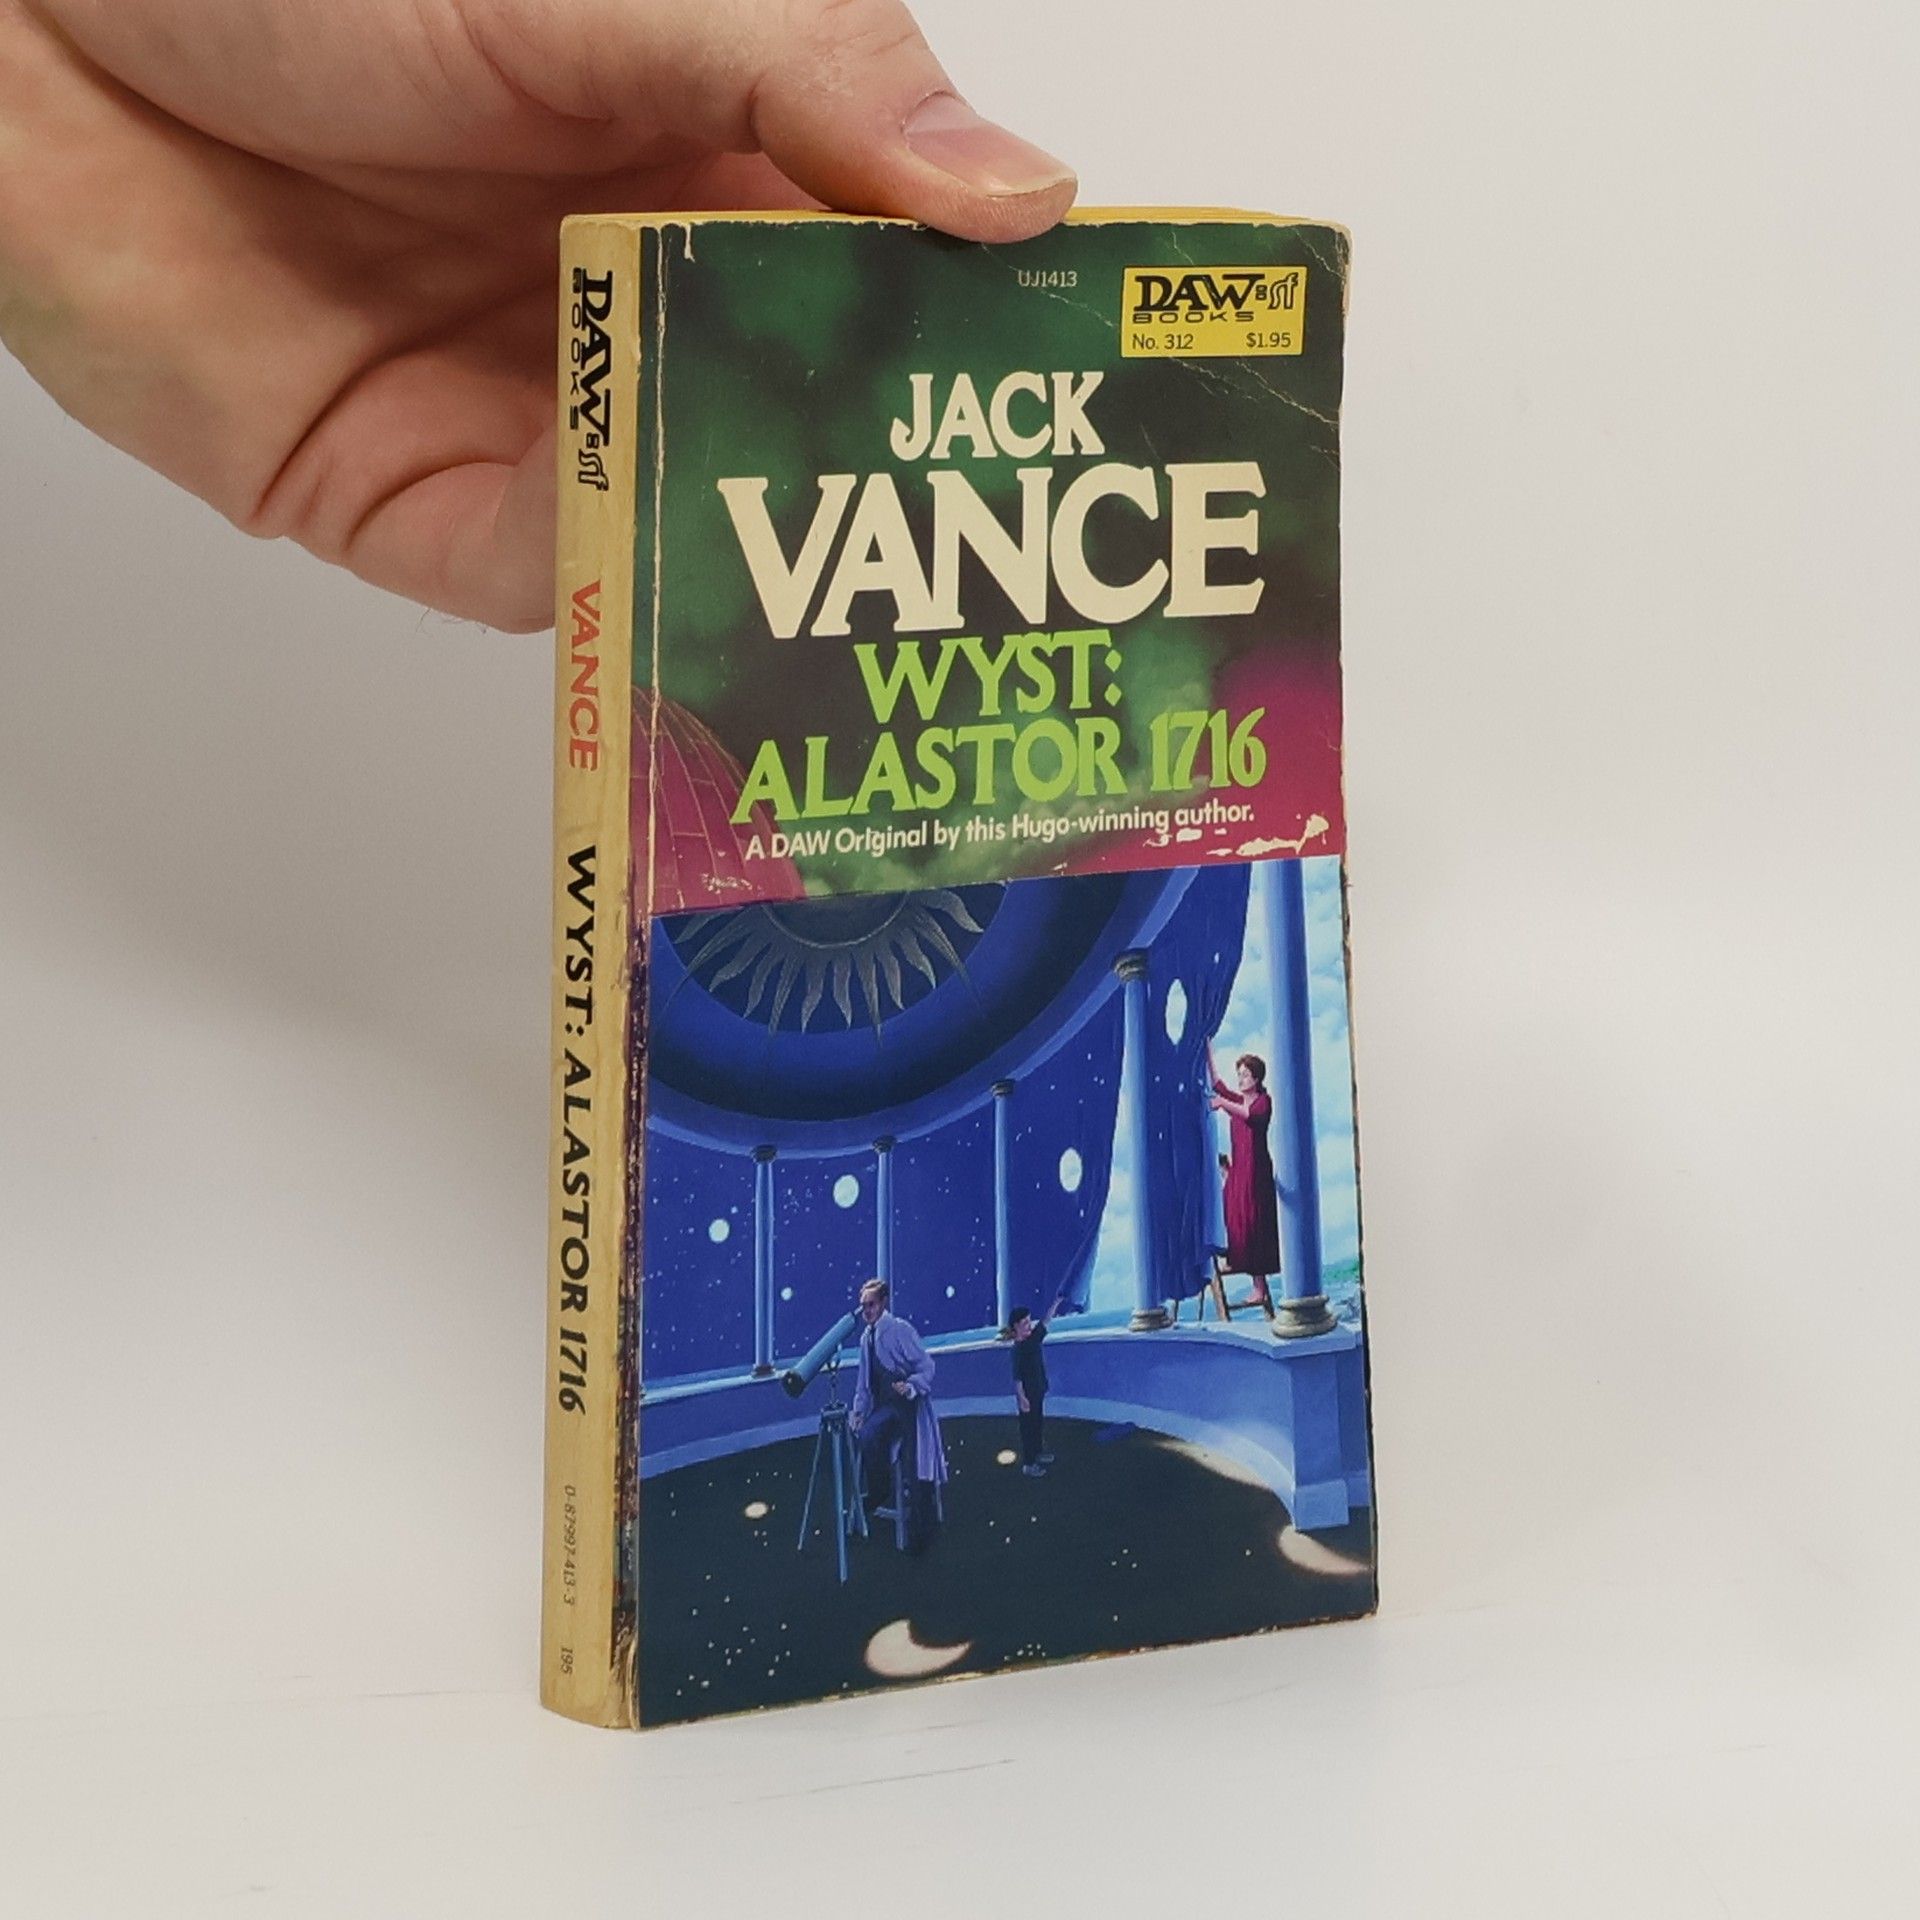 UJ1413
DAW sf
BOOKS
No. 312 $1.95
JACK
VANCE
WYST:
ALASTOR 1716
A DAW Original by this Hugo-winning author.
DAW sf
BOOKS
VANCE
WYST: ALASTOR 1716
0-87997-413-3
195